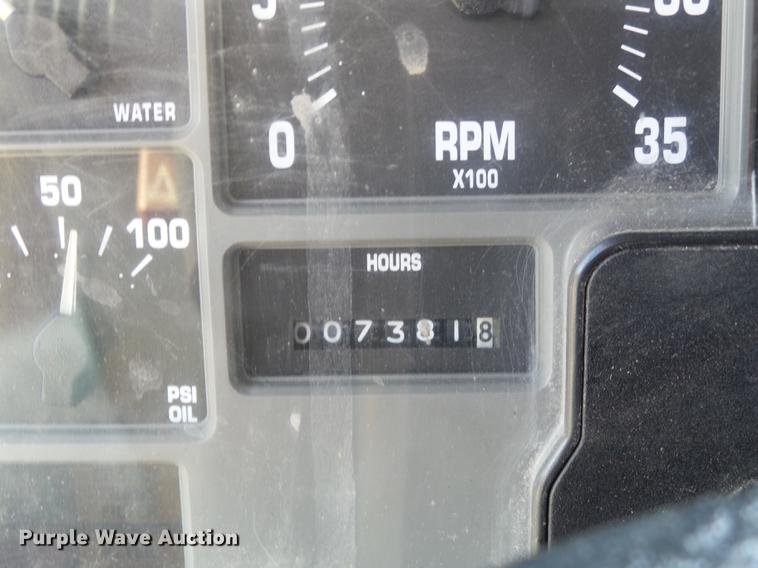 WATER
0
RPM
X100
35
50
100
HOURS
0073818
PSI
OIL
Purple Wave Auction